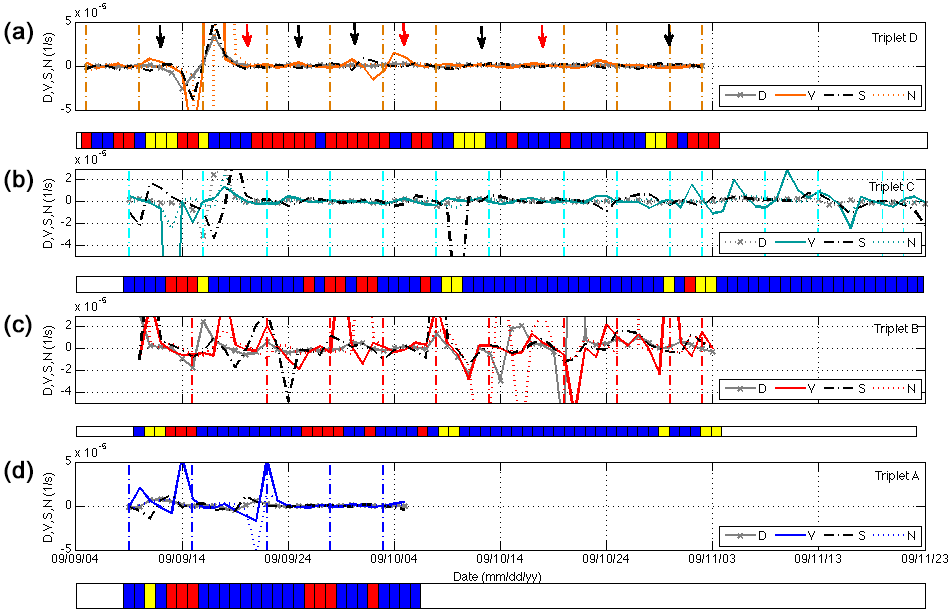 (a)
x 10⁻⁵
5
0
-5
D,V,S,N (1/s)
Triplet D
D V S N
(b)
x 10⁻⁵
2
0
-2
-4
D,V,S,N (1/s)
Triplet C
D V S N
(c)
x 10⁻⁵
2
0
-2
-4
D,V,S,N (1/s)
Triplet B
D V S N
(d)
x 10⁻⁵
5
0
-5
D,V,S,N (1/s)
Triplet A
D V S N
09/09/04 09/09/14 09/09/24 09/10/04 09/10/14 09/10/24 09/11/03 09/11/13 09/11/23
Date (mm/dd/yy)